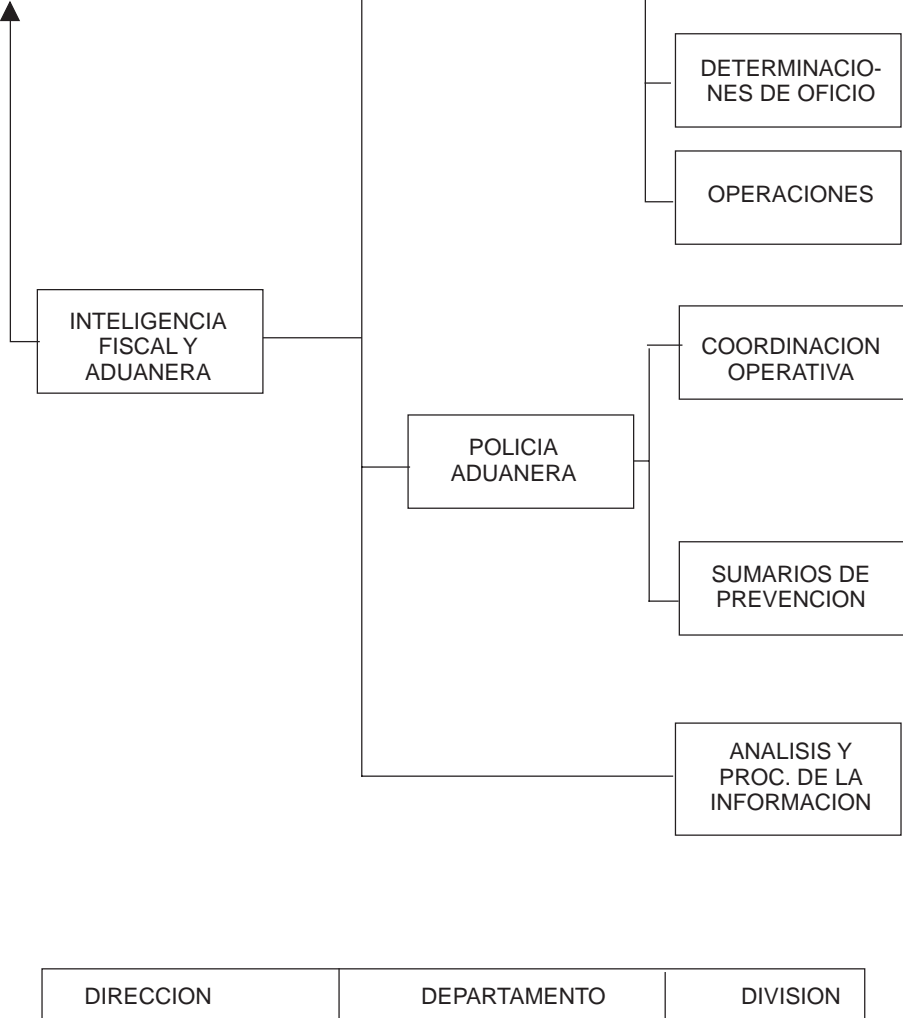 DETERMINACIO-
NES DE OFICIO
OPERACIONES
INTELIGENCIA
FISCAL Y
ADUANERA
COORDINACION
OPERATIVA
POLICIA
ADUANERA
SUMARIOS DE
PREVENCION
ANALISIS Y
PROC. DE LA
INFORMACION
DIRECCION DEPARTAMENTO DIVISION